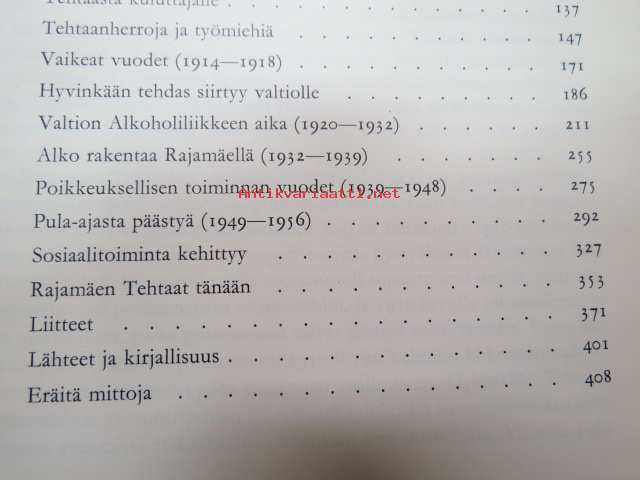 Tehtaasta kuluttajalle . . . . . . . . . . . 137
Tehtaanherroja ja työmiehiä . . . . . . . . . 147
Vaikeat vuodet (1914—1918) . . . . . . . . . . 171
Hyvinkään tehdas siirtyy valtiolle . . . . . . . 186
Valtion Alkoholiliikkeen aika (1920—1932) . . . . . . 211
Alko rakentaa Rajamäellä (1932—1939) . . . . . . 255
Poikkeuksellisen toiminnan vuodet (1939—1948) . . . . . 275
Antikvariaatti.net
Pula-ajasta päästyä (1949—1956) . . . . . . . . . 292
Sosiaalitoiminta kehittyy . . . . . . . . . . . 327
Rajamäen Tehtaat tänään . . . . . . . . . . . 353
Liitteet . . . . . . . . . . . . . . . . 371
Lähteet ja kirjallisuus . . . . . . . . . . . . . 401
Eräitä mittoja . . . . . . . . . . . . . . 408